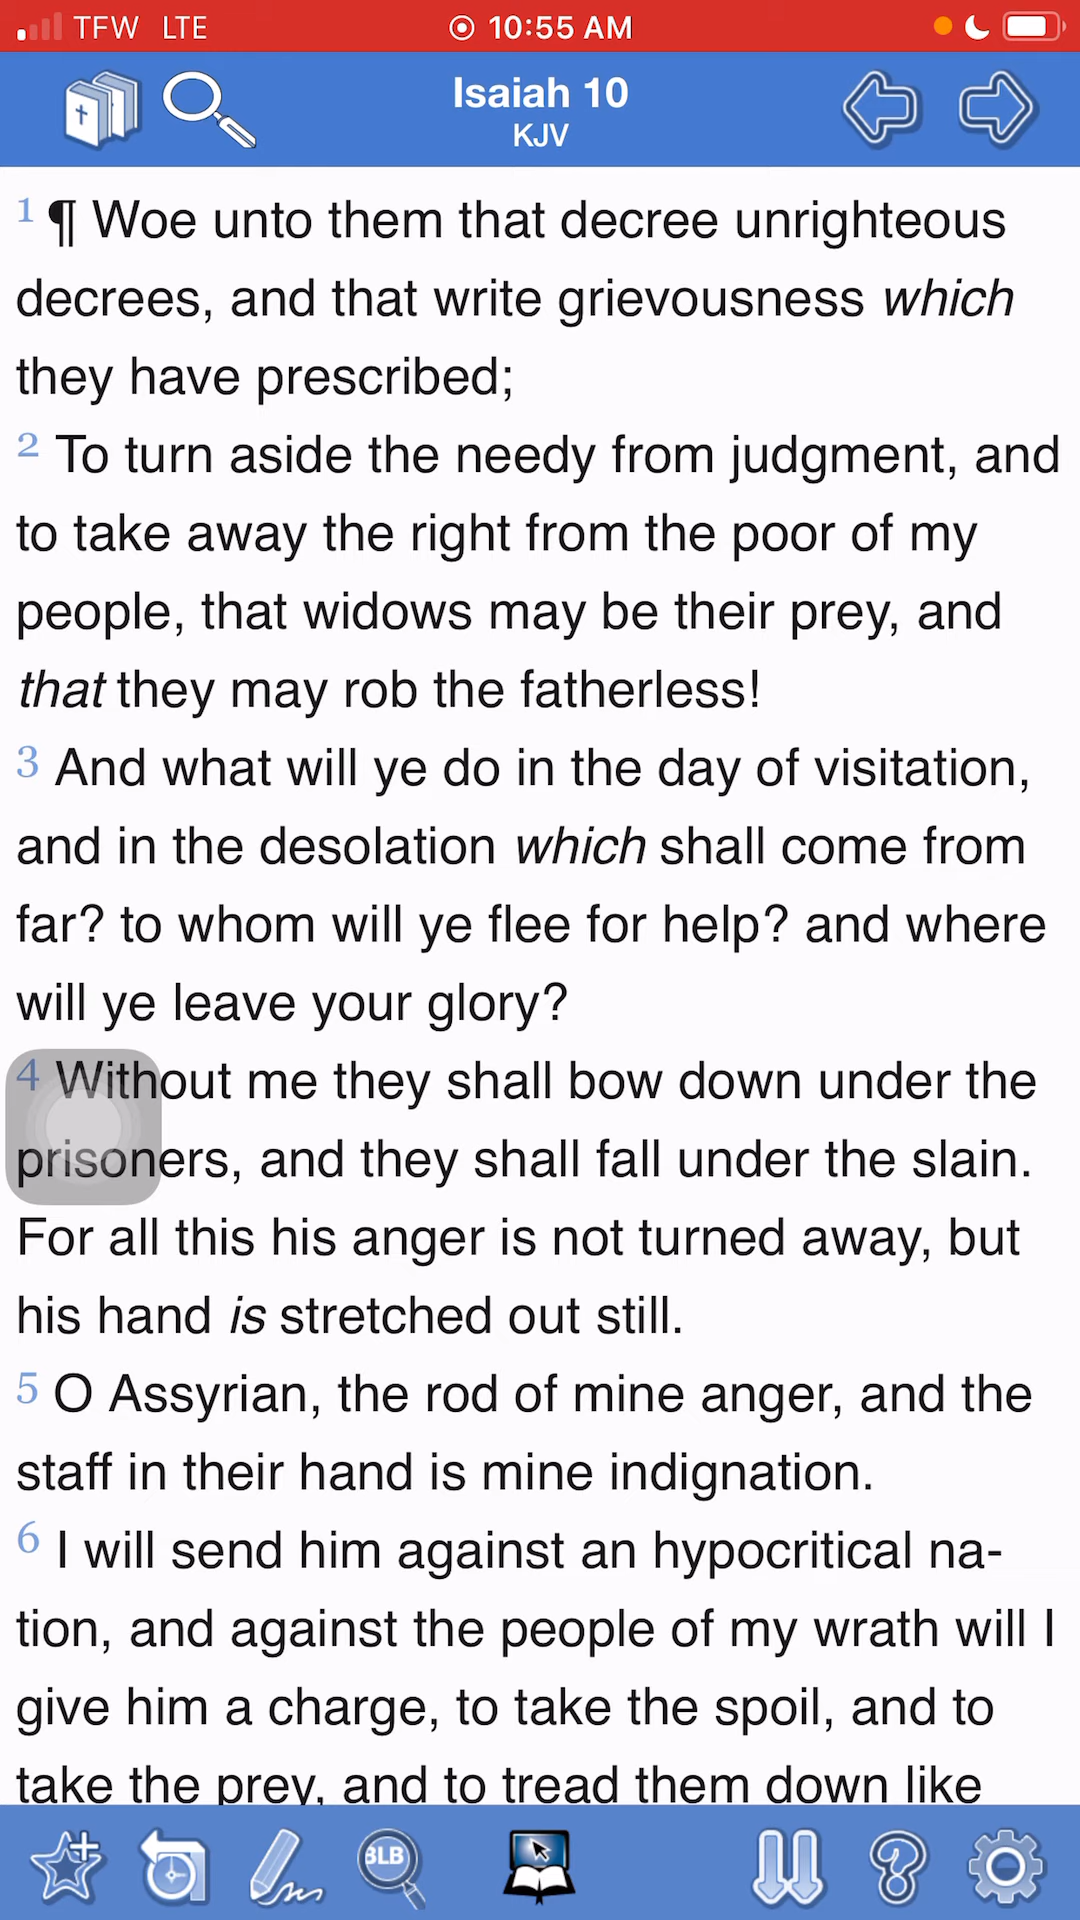 TFW LTE 10:55 AM
Isaiah 10
KJV
1 ¶ Woe unto them that decree unrighteous
decrees, and that write grievousness which
they have prescribed;
2 To turn aside the needy from judgment, and
to take away the right from the poor of my
people, that widows may be their prey, and
that they may rob the fatherless!
3 And what will ye do in the day of visitation,
and in the desolation which shall come from
far? to whom will ye flee for help? and where
will ye leave your glory?
4 Without me they shall bow down under the
prisoners, and they shall fall under the slain.
For all this his anger is not turned away, but
his hand is stretched out still.
5 O Assyrian, the rod of mine anger, and the
staff in their hand is mine indignation.
6 I will send him against an hypocritical na-
tion, and against the people of my wrath will I
give him a charge, to take the spoil, and to
take the prey, and to tread them down like
BLB